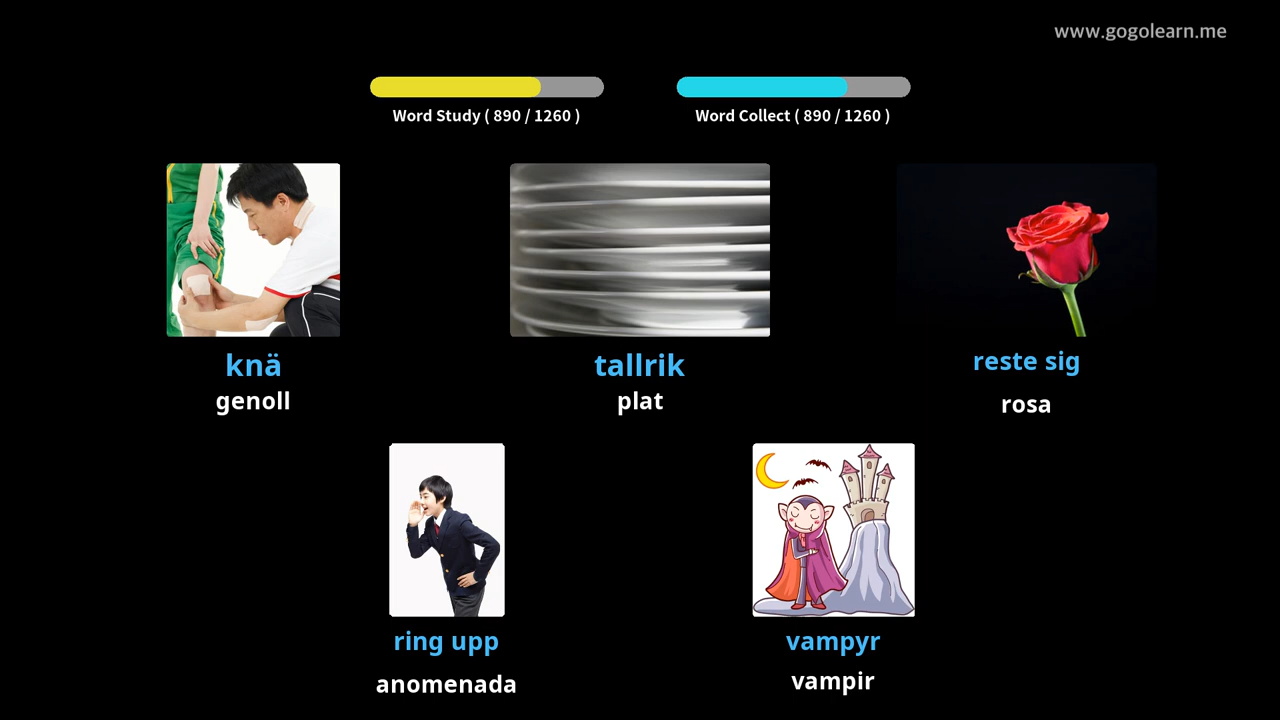 www.gogolearn.me
Word Study ( 890 / 1260 )
Word Collect ( 890 / 1260 )
knä
genoll
tallrik
plat
reste sig
rosa
ring upp
anomenada
vampyr
vampir